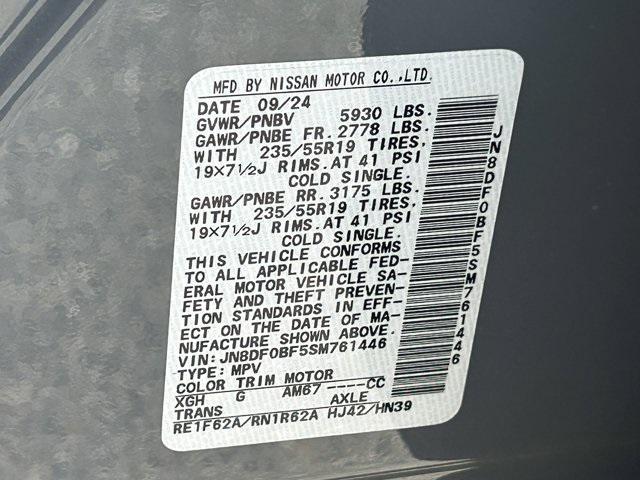 MFD BY NISSAN MOTOR CO.,LTD.
DATE 09/24
GVWR/PNBV 5930 LBS.
GAWR/PNBE FR. 2778 LBS.
WITH 235/55R19 TIRES,
19X7½J RIMS.AT 41 PSI
COLD SINGLE.
GAWR/PNBE RR. 3175 LBS.
WITH 235/55R19 TIRES,
19X7½J RIMS.AT 41 PSI
COLD SINGLE.
THIS VEHICLE CONFORMS
TO ALL APPLICABLE FED-
ERAL MOTOR VEHICLE SA-
FETY AND THEFT PREVEN-
TION STANDARDS IN EFF-
ECT ON THE DATE OF MA-
NUFACTURE SHOWN ABOVE.
VIN: JN8DF0BF5SM761446
TYPE: MPV
COLOR TRIM MOTOR
XGH G AM67 ----CC
TRANS AXLE
RE1F62A/RN1R62A HJ42/HN39
JN8DF0BF5SM761446